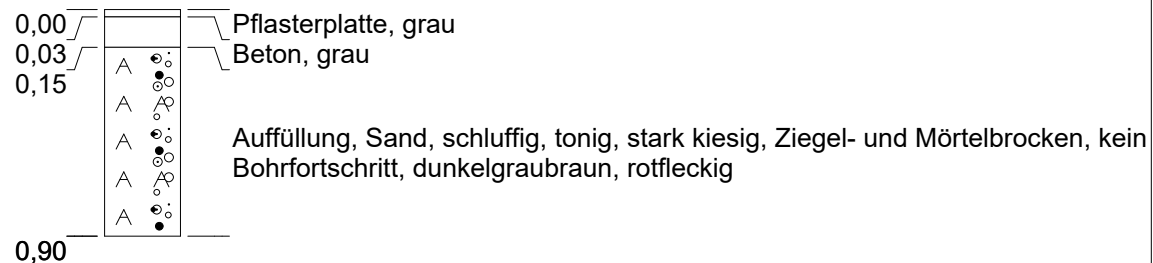 0,00 Pflasterplatte, grau
0,03 Beton, grau
0,15
Auffüllung, Sand, schluffig, tonig, stark kiesig, Ziegel- und Mörtelbrocken, kein
Bohrfortschritt, dunkelgraubraun, rotfleckig
0,90
A
A A
A
A A
A